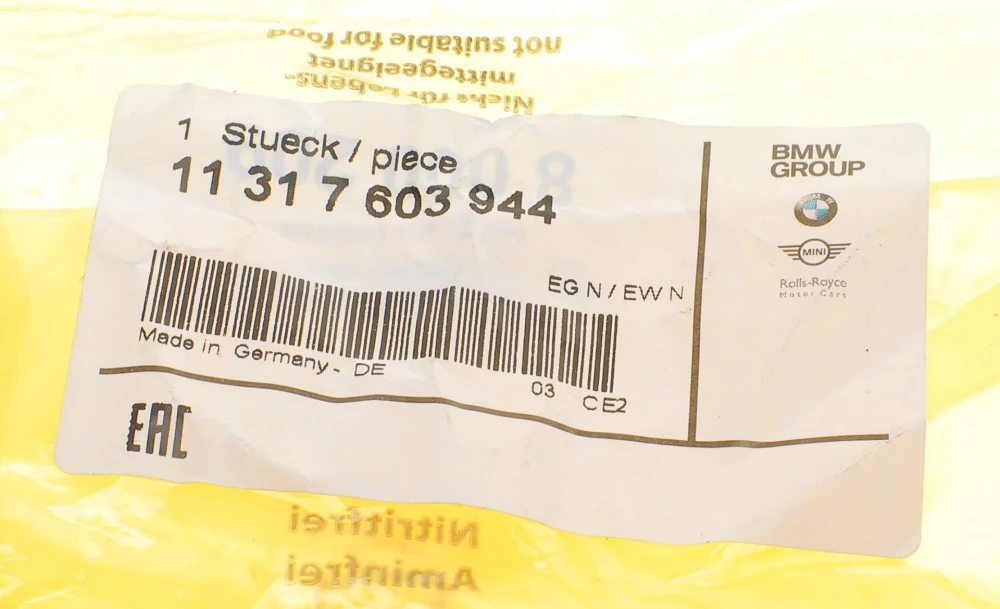 not suitable for food
mittegeeignet
Nicht für Lebens-
1 Stueck / piece
11 31 7 603 944
EG N / EW N
Made in Germany - DE
03 CE2
EAC
BMW
GROUP
BMW
MINI
Rolls-Royce
Motor Cars
Nitritfrei
Aminfrei